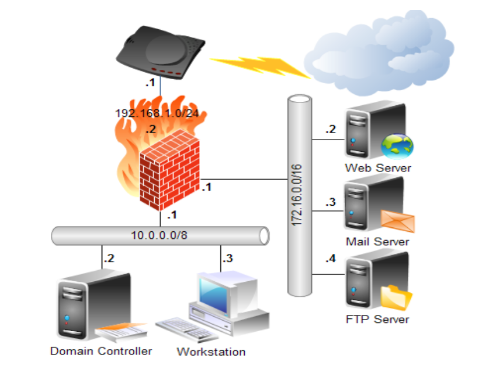 .1
192.168.1.0/24
.2
.1
.1
10.0.0.0/8
.2
.3
Domain Controller
Workstation
172.16.0.0/16
.2
Web Server
.3
Mail Server
.4
FTP Server